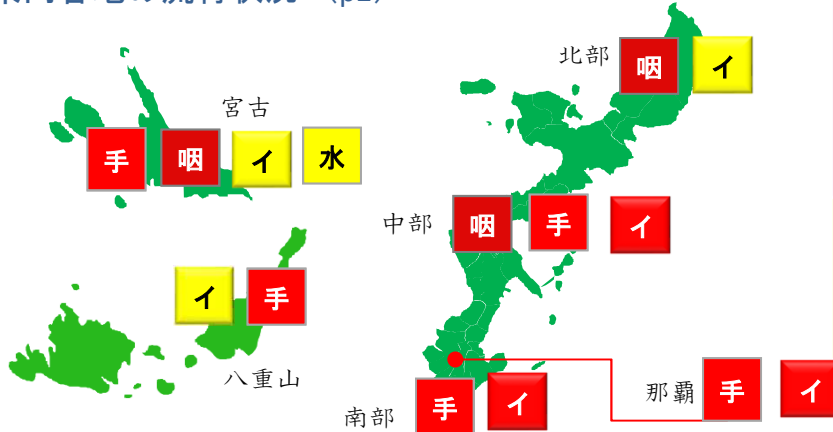 (p2)
北部 咽 イ
宮古
手 咽 イ 水
中部 咽 手 イ
イ 手
八重山
那覇 手 イ
南部 手 イ